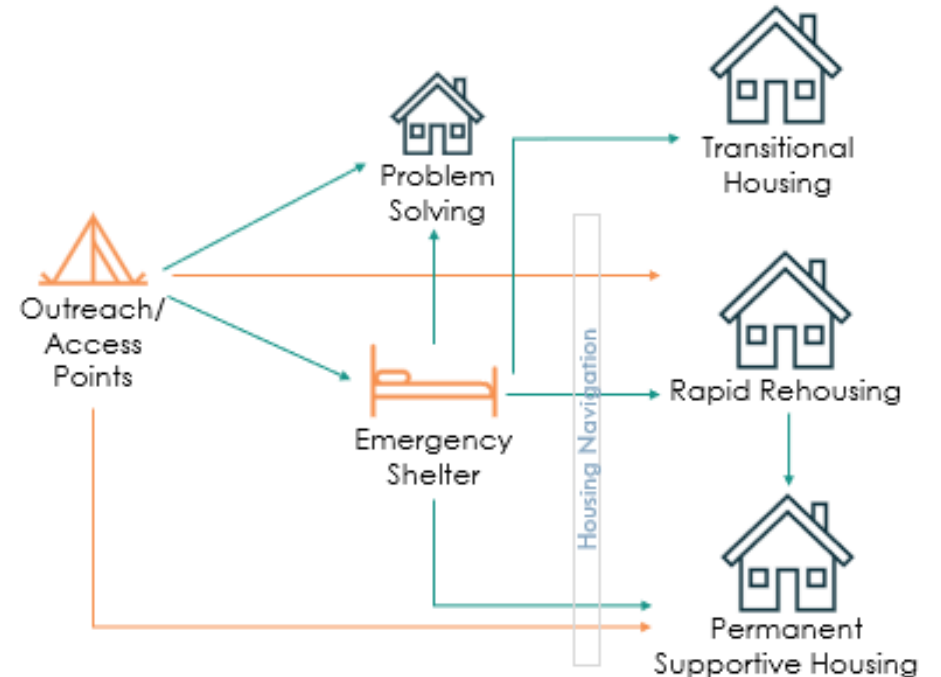 Transitional
Housing
Problem
Solving
Outreach/
Access
Points
Housing Navigation
Rapid Rehousing
Emergency
Shelter
Permanent
Supportive Housing